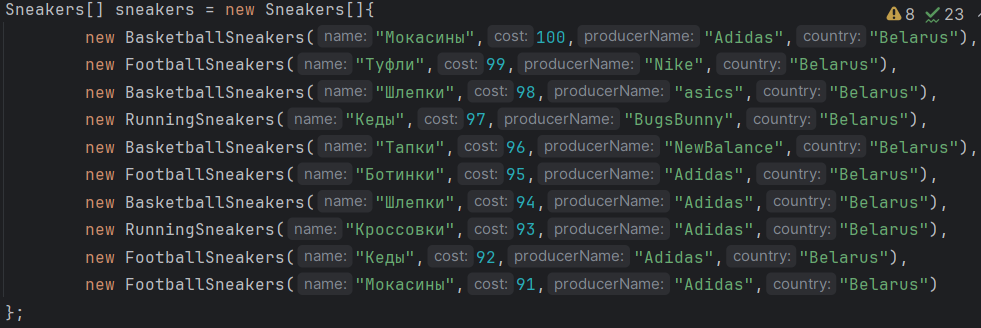 Sneakers[] sneakers = new Sneakers[]{ 8 23
new BasketballSneakers( name: "Мокасины", cost: 100, producerName: "Adidas", country: "Belarus"),
new FootballSneakers( name: "Туфли", cost: 99, producerName: "Nike", country: "Belarus"),
new BasketballSneakers( name: "Шлепки", cost: 98, producerName: "asics", country: "Belarus"),
new RunningSneakers( name: "Кеды", cost: 97, producerName: "BugsBunny", country: "Belarus"),
new BasketballSneakers( name: "Тапки", cost: 96, producerName: "NewBalance", country: "Belarus"),
new FootballSneakers( name: "Ботинки", cost: 95, producerName: "Adidas", country: "Belarus"),
new BasketballSneakers( name: "Шлепки", cost: 94, producerName: "Adidas", country: "Belarus"),
new RunningSneakers( name: "Кроссовки", cost: 93, producerName: "Adidas", country: "Belarus"),
new FootballSneakers( name: "Кеды", cost: 92, producerName: "Adidas", country: "Belarus"),
new FootballSneakers( name: "Мокасины", cost: 91, producerName: "Adidas", country: "Belarus")
};